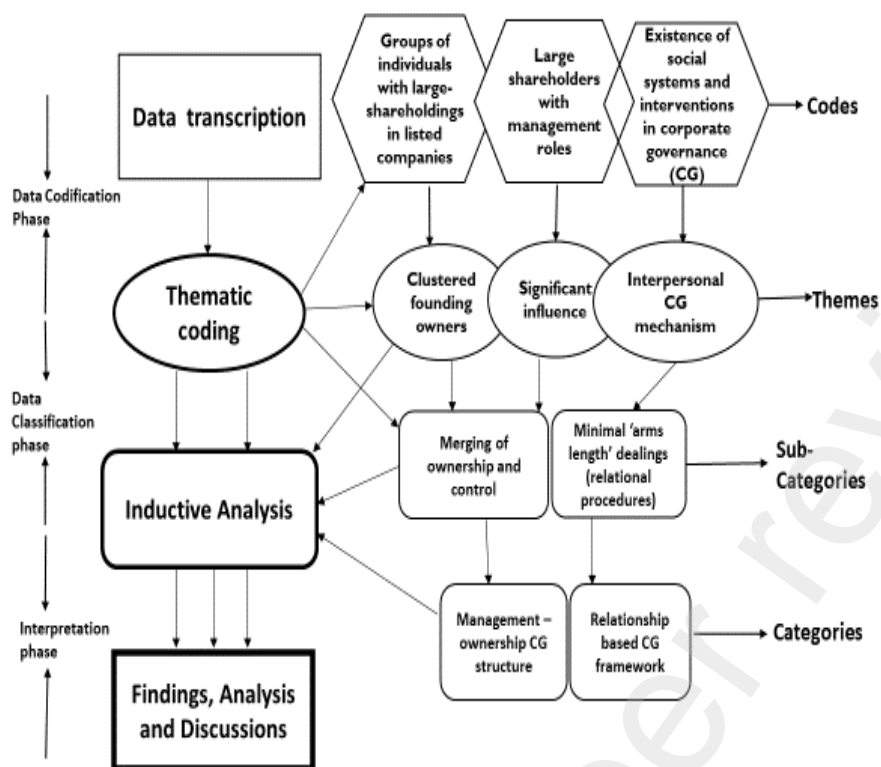 Groups of
individuals
with large-
shareholdings
in listed
companies
Large
shareholders
with
management
roles
Existence of
social
systems and
interventions
in corporate
governance
(CG)
Codes
Data transcription
Data Codification
Phase
Thematic
coding
Clustered
founding
owners
Significant
influence
Interpersonal
CG
mechanism
Themes
Data
Classification
phase
Inductive Analysis
Merging of
ownership and
control
Minimal ‘arms
length’ dealings
(relational
procedures)
Sub-
Categories
Interpretation
phase
Management –
ownership CG
structure
Relationship
based CG
framework
Categories
Findings, Analysis
and Discussions
er revi